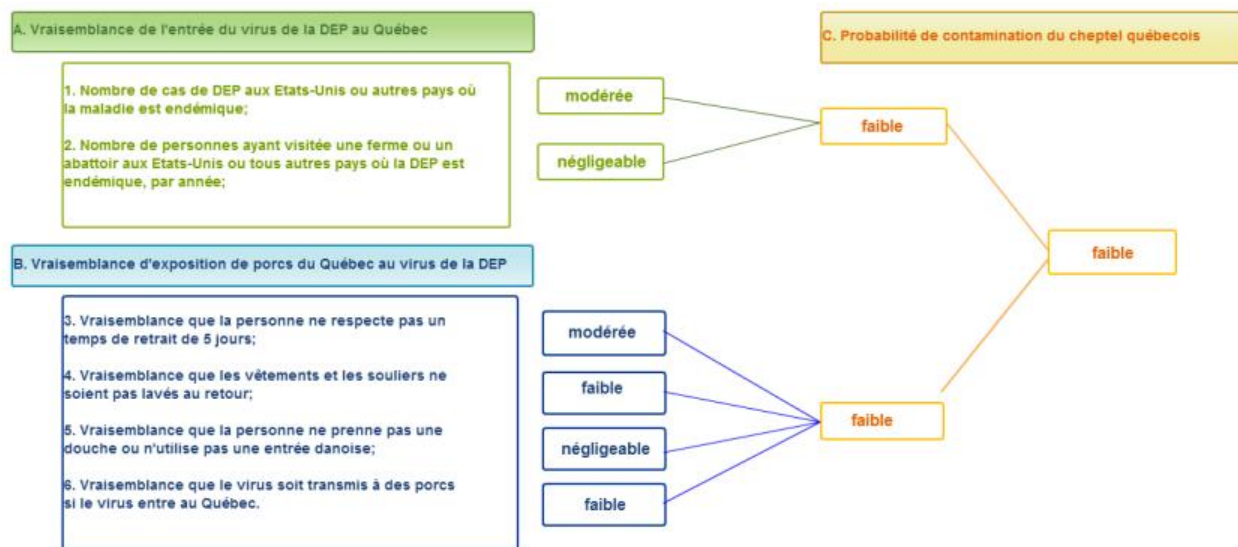 A. Vraisemblance de l'entrée du virus de la DEP au Québec
C. Probabilité de contamination du cheptel québecois
1. Nombre de cas de DEP aux Etats-Unis ou autres pays où
la maladie est endémique;
2. Nombre de personnes ayant visitée une ferme ou un
abattoir aux Etats-Unis ou tous autres pays où la DEP est
endémique, par année;
modérée
négligeable
faible
faible
B. Vraisemblance d'exposition de porcs du Québec au virus de la DEP
3. Vraisemblance que la personne ne respecte pas un
temps de retrait de 5 jours;
4. Vraisemblance que les vêtements et les souliers ne
soient pas lavés au retour;
5. Vraisemblance que la personne ne prenne pas une
douche ou n'utilise pas une entrée danoise;
6. Vraisemblance que le virus soit transmis à des porcs
si le virus entre au Québec.
modérée
faible
négligeable
faible
faible